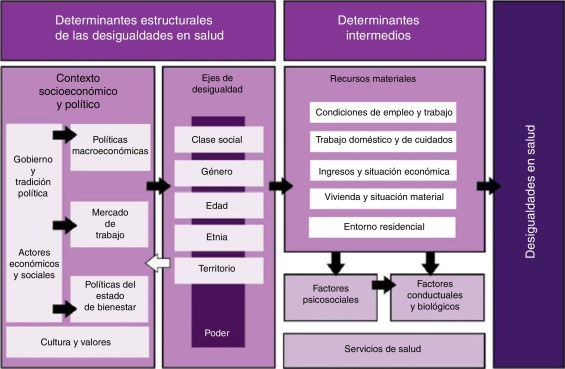 Determinantes estructurales
de las desigualdades en salud
Determinantes
intermedios
Contexto
socioeconómico
y político
Gobierno
y
tradición
política
Actores
económicos
y sociales
Políticas
macroeconómicas
Mercado
de
trabajo
Políticas del
estado
de bienestar
Cultura y valores
Ejes de
desigualdad
Clase social
Género
Edad
Etnia
Territorio
Poder
Recursos materiales
Condiciones de empleo y trabajo
Trabajo doméstico y de cuidados
Ingresos y situación económica
Vivienda y situación material
Entorno residencial
Factores
psicosociales
Factores
conductuales
y biológicos
Servicios de salud
Desigualdades en salud